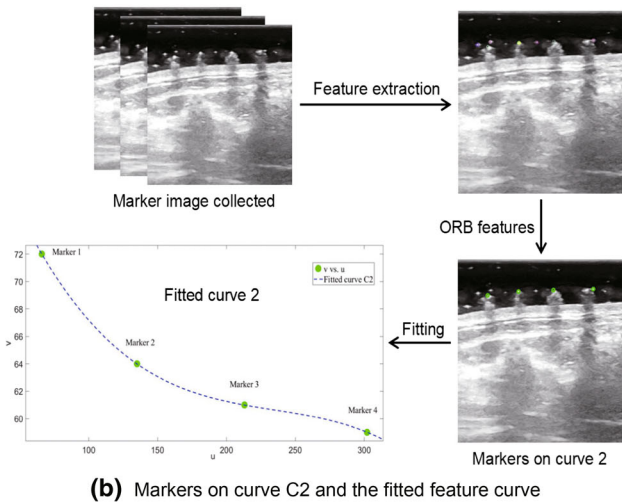 Feature extraction
Marker image collected
ORB features
72
70
68
66
64
62
60
v
100
150
200
250
300
u
Marker 1
Marker 2
Marker 3
Marker 4
v vs. u
Fitted curve C2
Fitted curve 2
Fitting
Markers on curve 2
(b) Markers on curve C2 and the fitted feature curve